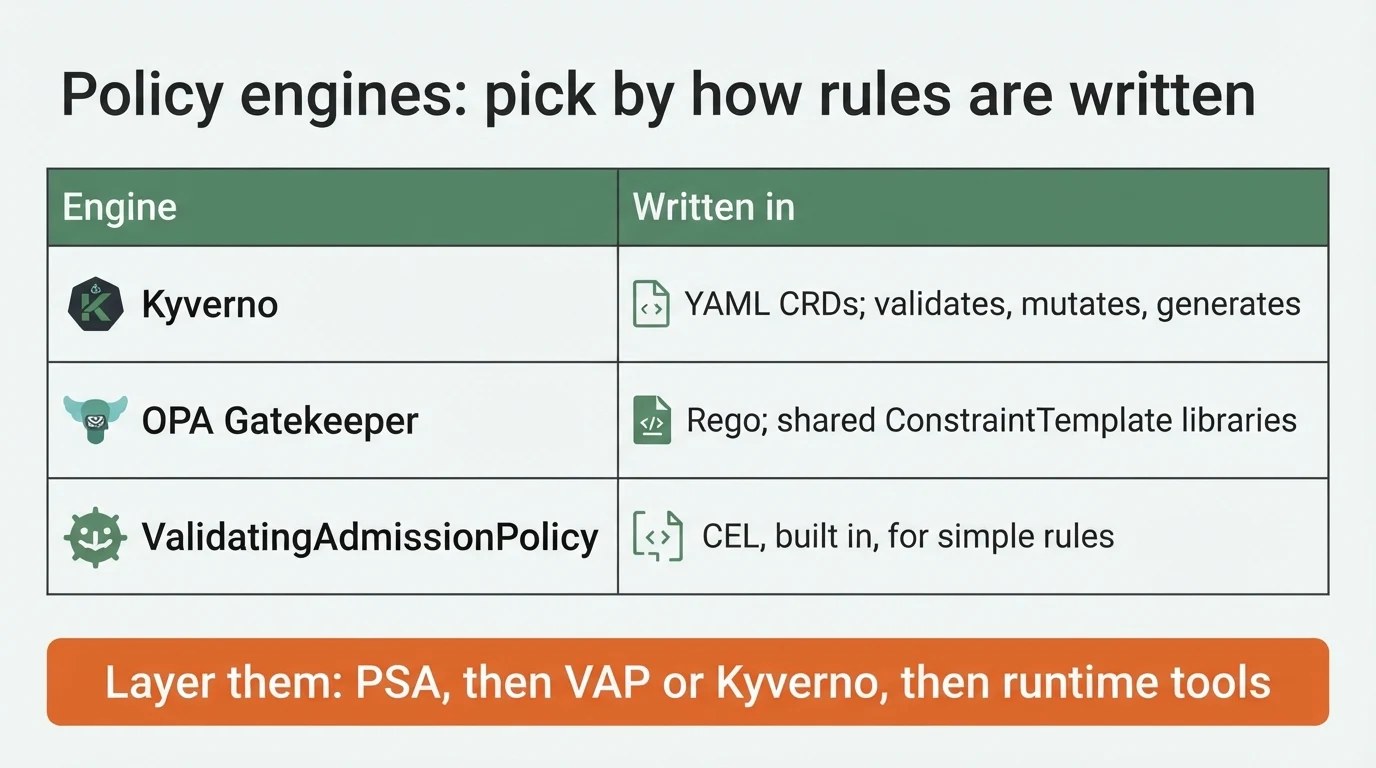 Policy engines: pick by how rules are written
Engine
Written in
Kyverno
YAML CRDs; validates, mutates, generates
OPA Gatekeeper
Rego; shared ConstraintTemplate libraries
ValidatingAdmissionPolicy
CEL, built in, for simple rules
Layer them: PSA, then VAP or Kyverno, then runtime tools